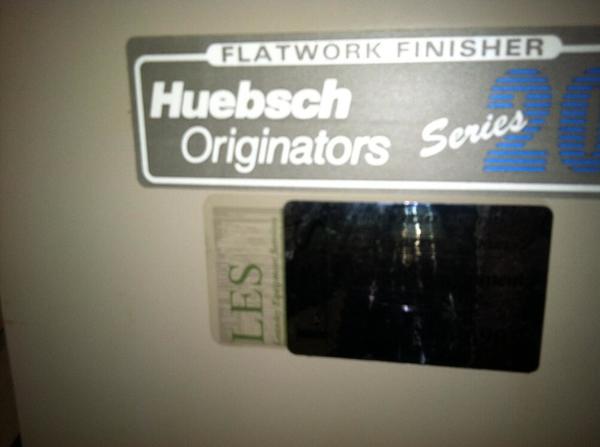 FLATWORK FINISHER
Huebsch
Originators Series 20
LES